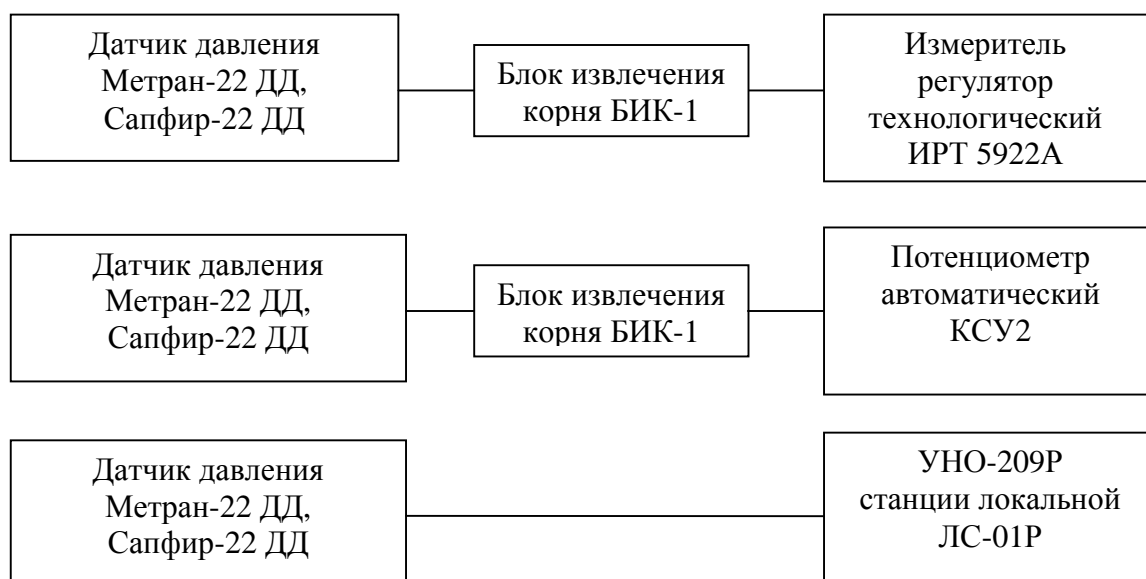 Датчик давления
Метран-22 ДД,
Сапфир-22 ДД
Блок извлечения
корня БИК-1
Измеритель
регулятор
технологический
ИРТ 5922А
Датчик давления
Метран-22 ДД,
Сапфир-22 ДД
Блок извлечения
корня БИК-1
Потенциометр
автоматический
КСУ2
Датчик давления
Метран-22 ДД,
Сапфир-22 ДД
УНО-209Р
станции локальной
ЛС-01Р